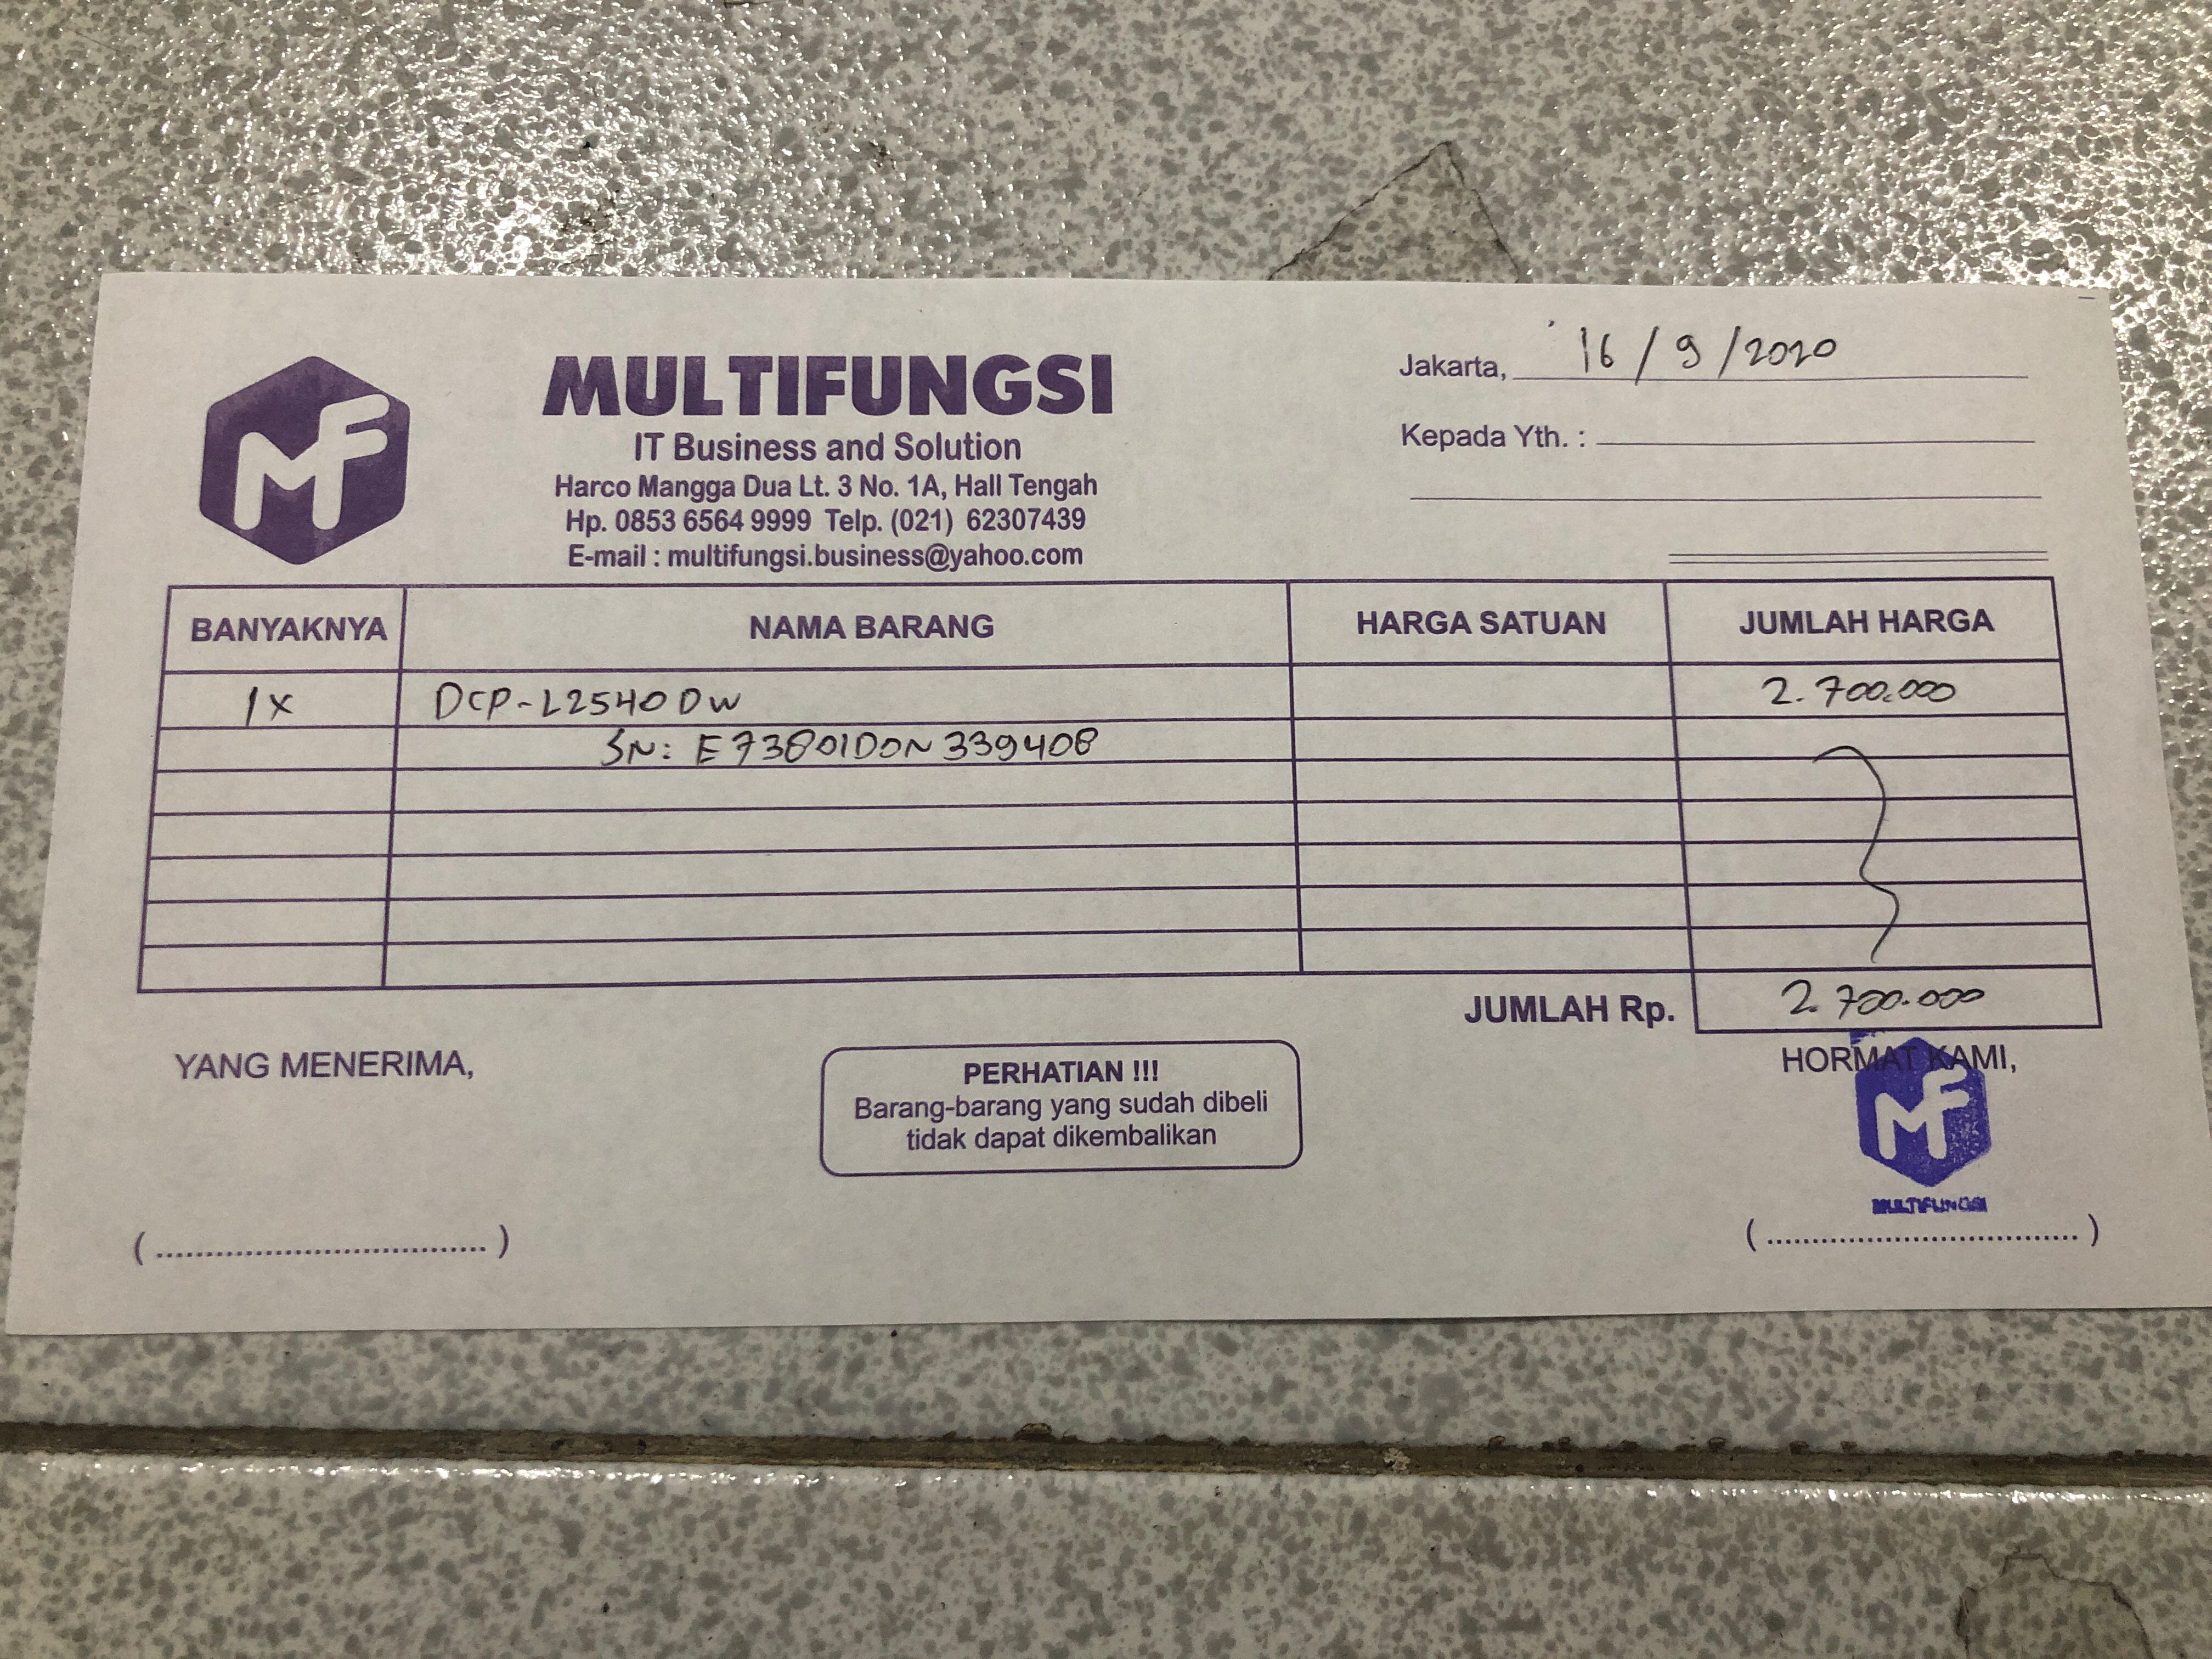 MF
MULTIFUNGSI
IT Business and Solution
Harco Mangga Dua Lt. 3 No. 1A, Hall Tengah
Hp. 0853 6564 9999 Telp. (021) 62307439
E-mail : multifungsi.business@yahoo.com
Jakarta, 16/9/2020
Kepada Yth. :
BANYAKNYA NAMA BARANG HARGA SATUAN JUMLAH HARGA
1x DCP-L2540DW 2.700.000
SN: E73801D0N339408
JUMLAH Rp. 2.700.000
YANG MENERIMA,
PERHATIAN !!!
Barang-barang yang sudah dibeli
tidak dapat dikembalikan
HORMAT KAMI,
MF
MULTIFUNGSI
( ................................. )
( ................................. )